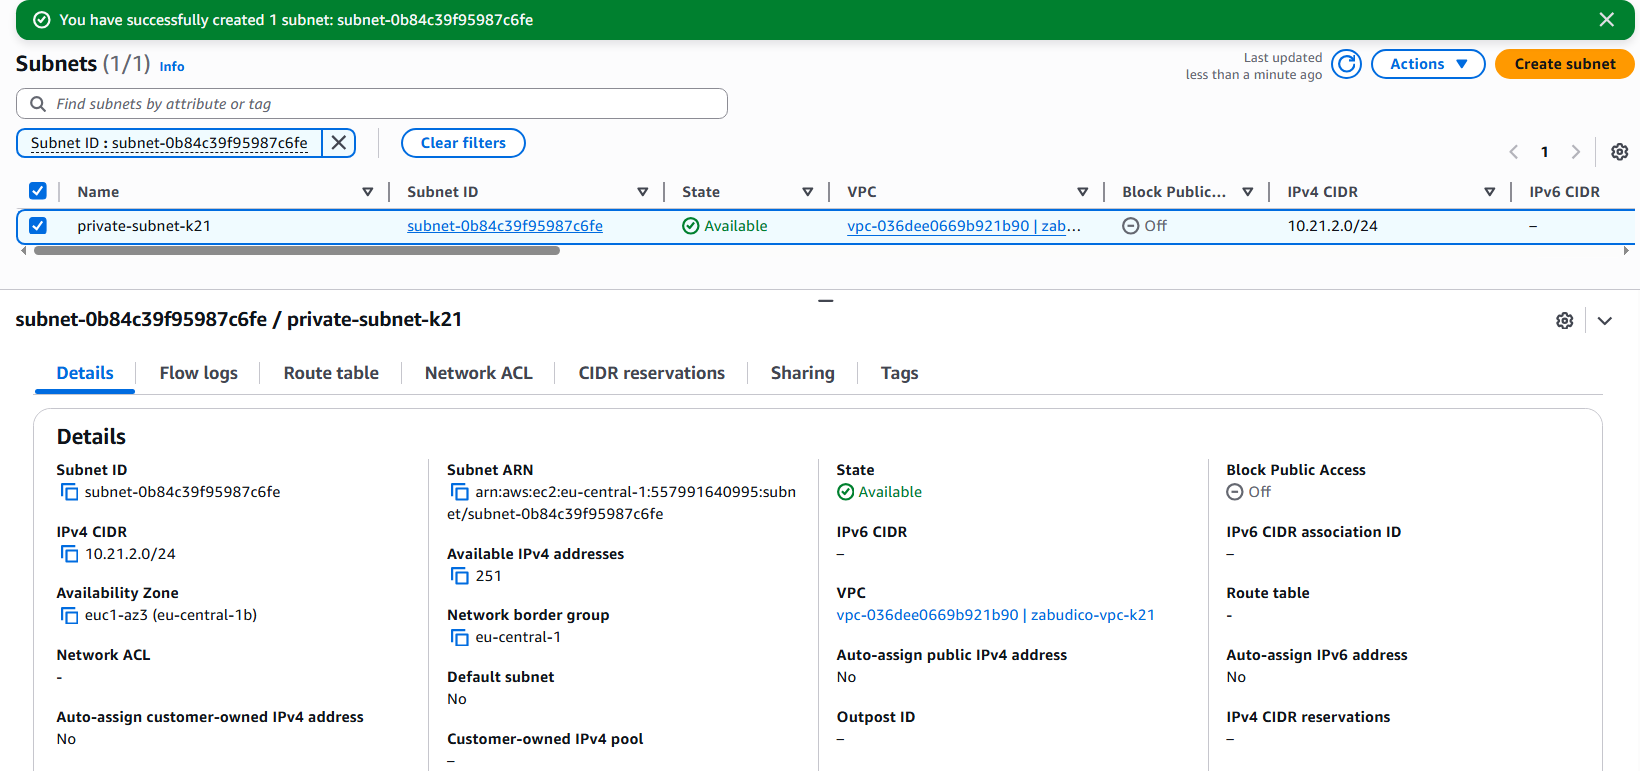 You have successfully created 1 subnet: subnet-0b84c39f95987c6fe
Subnets (1/1) Info
Last updated
less than a minute ago
Actions
Create subnet
Find subnets by attribute or tag
Subnet ID : subnet-0b84c39f95987c6fe
Clear filters
1
Name Subnet ID State VPC Block Public... IPv4 CIDR IPv6 CIDR
private-subnet-k21 subnet-0b84c39f95987c6fe Available vpc-036dee0669b921b90 | zab... Off 10.21.2.0/24 –
subnet-0b84c39f95987c6fe / private-subnet-k21
Details Flow logs Route table Network ACL CIDR reservations Sharing Tags
Details
Subnet ID
subnet-0b84c39f95987c6fe
IPv4 CIDR
10.21.2.0/24
Availability Zone
euc1-az3 (eu-central-1b)
Network ACL
-
Auto-assign customer-owned IPv4 address
No
Subnet ARN
arn:aws:ec2:eu-central-1:557991640995:subn
et/subnet-0b84c39f95987c6fe
Available IPv4 addresses
251
Network border group
eu-central-1
Default subnet
No
Customer-owned IPv4 pool
–
State
Available
IPv6 CIDR
–
VPC
vpc-036dee0669b921b90 | zabudico-vpc-k21
Auto-assign public IPv4 address
No
Outpost ID
–
Block Public Access
Off
IPv6 CIDR association ID
–
Route table
-
Auto-assign IPv6 address
No
IPv4 CIDR reservations
–